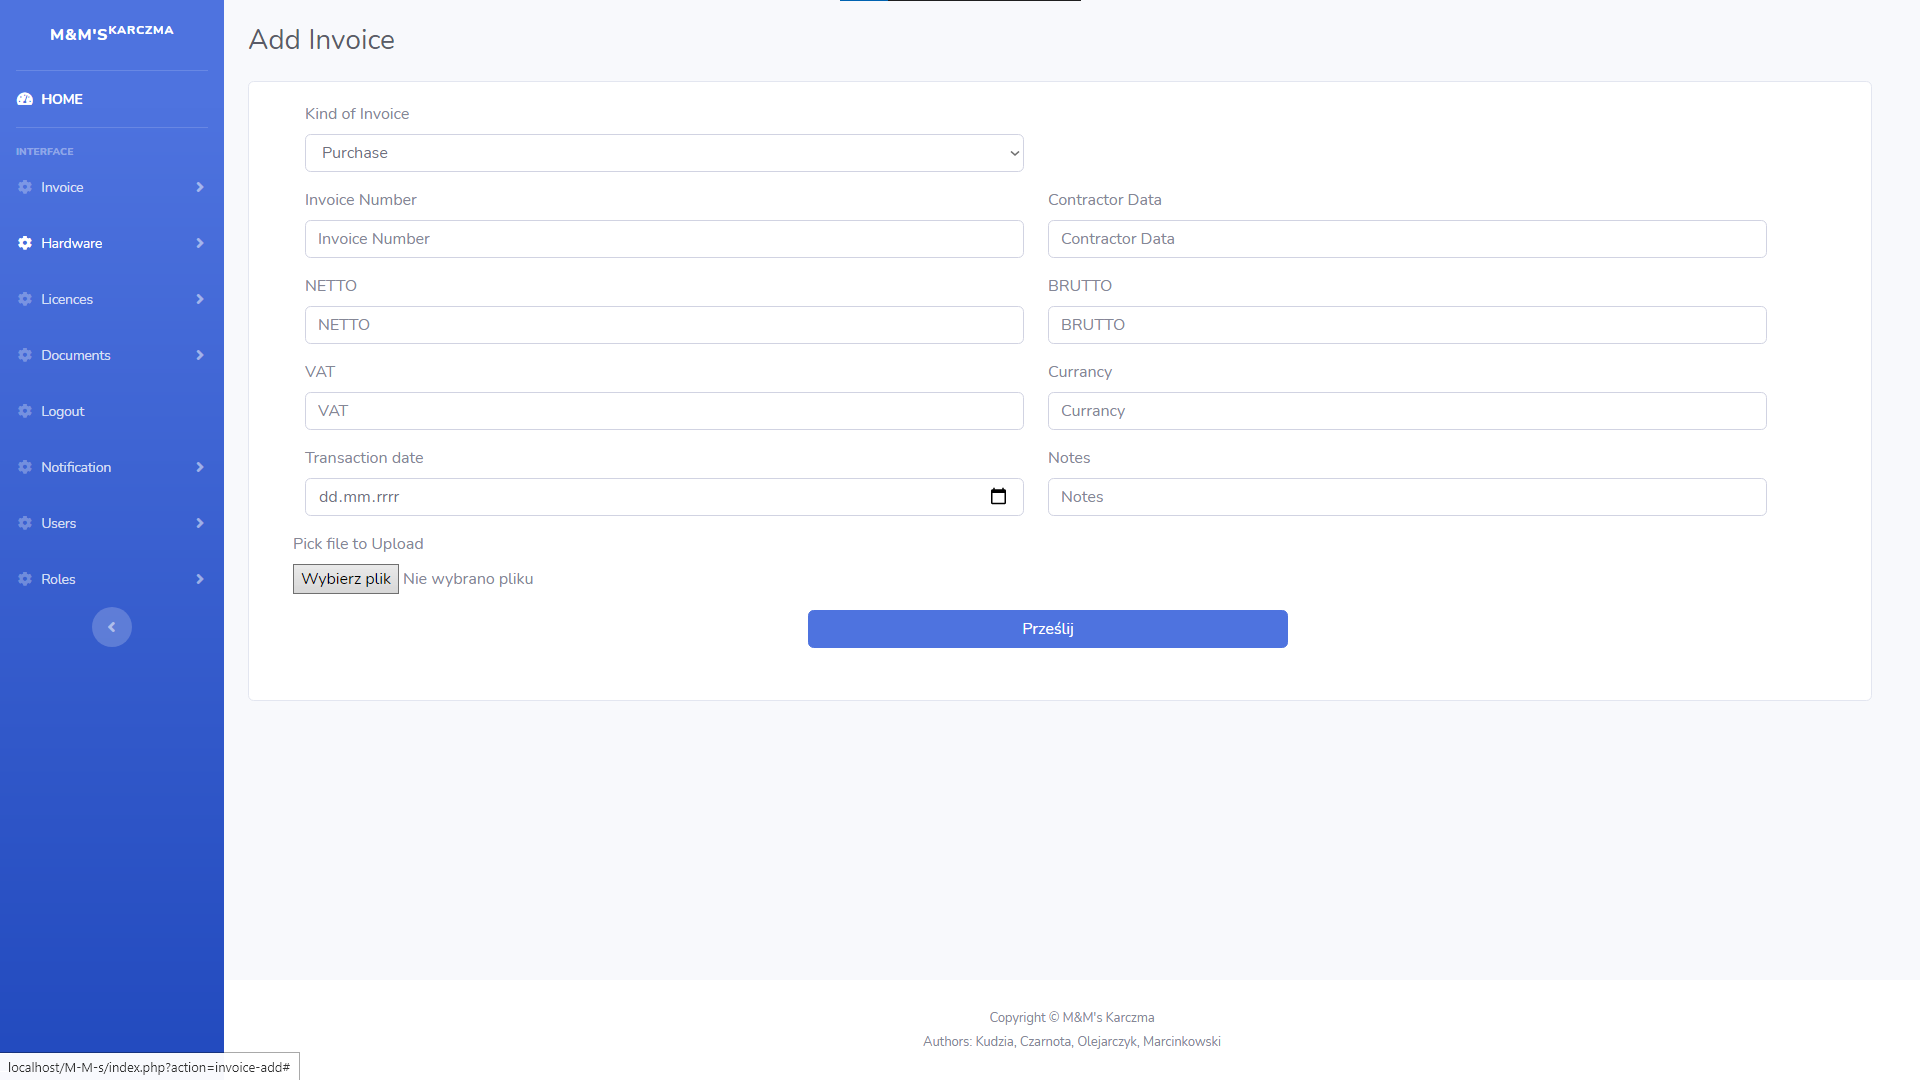 M&M'S KARCZMA
HOME
INTERFACE
Invoice
Hardware
Licences
Documents
Logout
Notification
Users
Roles
Add Invoice
Kind of Invoice
Purchase
Invoice Number
Contractor Data
Invoice Number
Contractor Data
NETTO
BRUTTO
NETTO
BRUTTO
VAT
Currancy
VAT
Currancy
Transaction date
Notes
dd.mm.rrrr
Notes
Pick file to Upload
Wybierz plik Nie wybrano pliku
Prześlij
Copyright © M&M's Karczma
Authors: Kudzia, Czarnota, Olejarczyk, Marcinkowski
localhost/M-M-s/index.php?action=invoice-add#